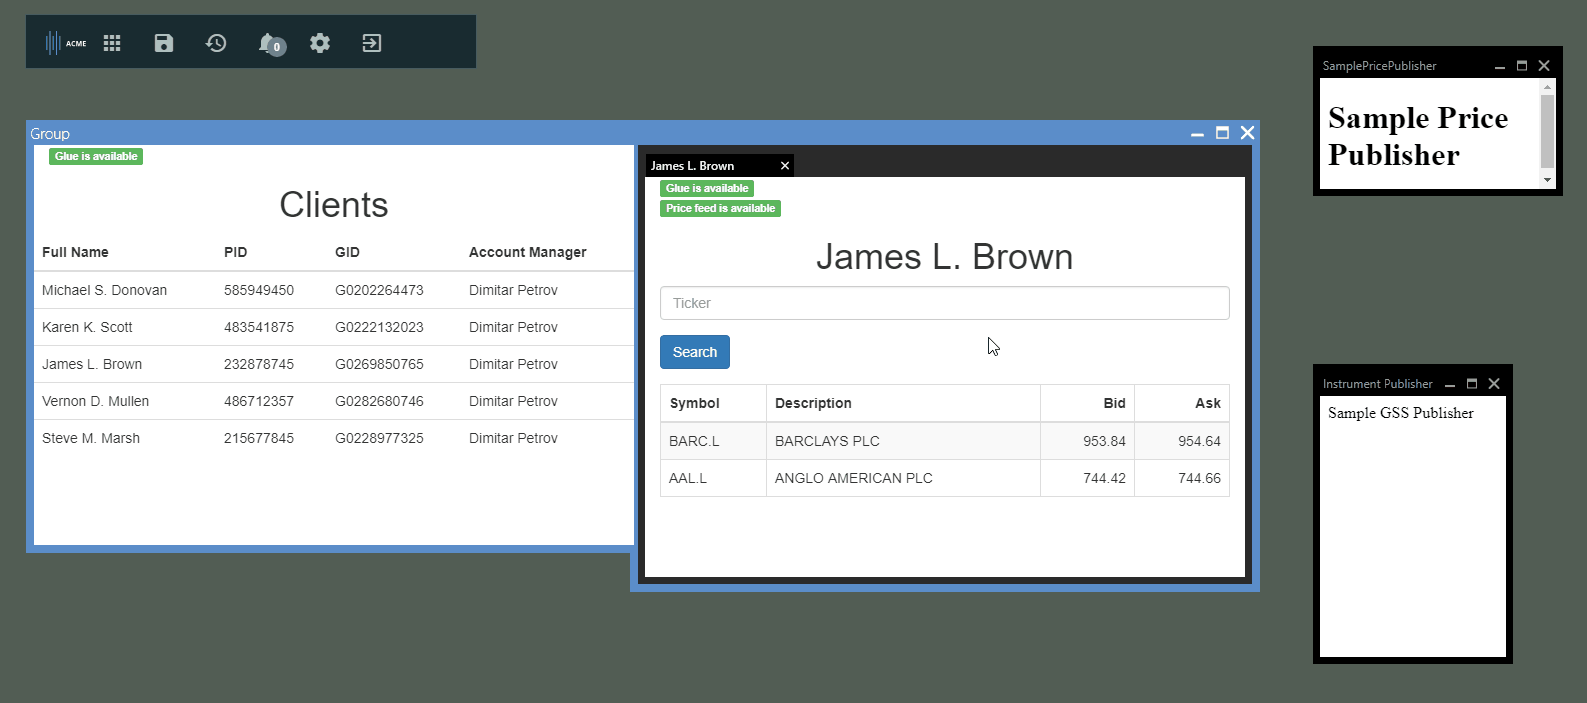 ACME
0
Group
Glue is available
Clients
Full Name PID GID Account Manager
Michael S. Donovan 585949450 G0202264473 Dimitar Petrov
Karen K. Scott 483541875 G0222132023 Dimitar Petrov
James L. Brown 232878745 G0269850765 Dimitar Petrov
Vernon D. Mullen 486712357 G0282680746 Dimitar Petrov
Steve M. Marsh 215677845 G0228977325 Dimitar Petrov
James L. Brown
Glue is available
Price feed is available
James L. Brown
Ticker
Search
Symbol Description Bid Ask
BARC.L BARCLAYS PLC 953.84 954.64
AAL.L ANGLO AMERICAN PLC 744.42 744.66
SamplePricePublisher
Sample Price
Publisher
Instrument Publisher
Sample GSS Publisher